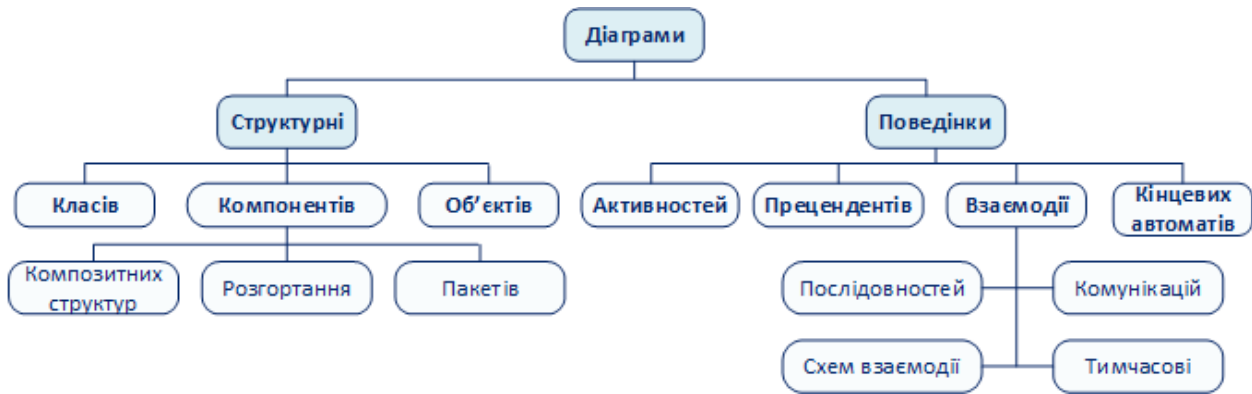 Діаграми
Структурні
Поведінки
Класів
Компонентів
Об’єктів
Активностей
Прецендентів
Взаємодії
Кінцевих
автоматів
Композитних
структур
Розгортання
Пакетів
Послідовностей
Комунікацій
Схем взаємодії
Тимчасові